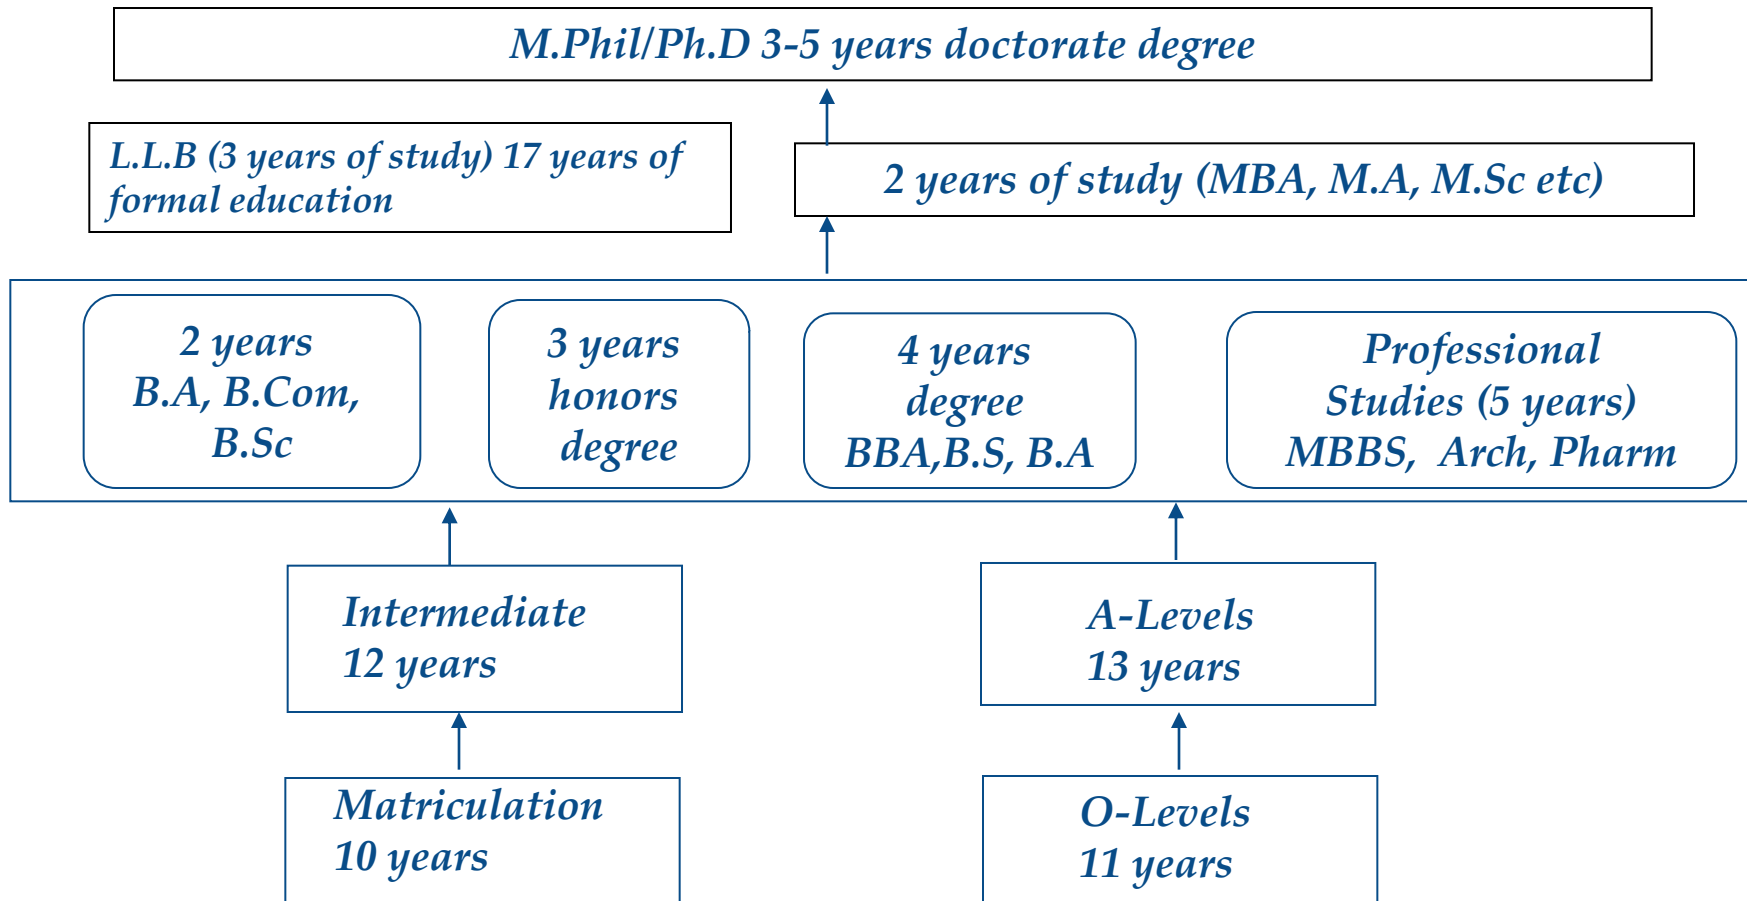 M.Phil/Ph.D 3-5 years doctorate degree
L.L.B (3 years of study) 17 years of
formal education
2 years of study (MBA, M.A, M.Sc etc)
2 years
B.A, B.Com,
B.Sc
3 years
honors
degree
4 years
degree
BBA,B.S, B.A
Professional
Studies (5 years)
MBBS, Arch, Pharm
Intermediate
12 years
A-Levels
13 years
Matriculation
10 years
O-Levels
11 years